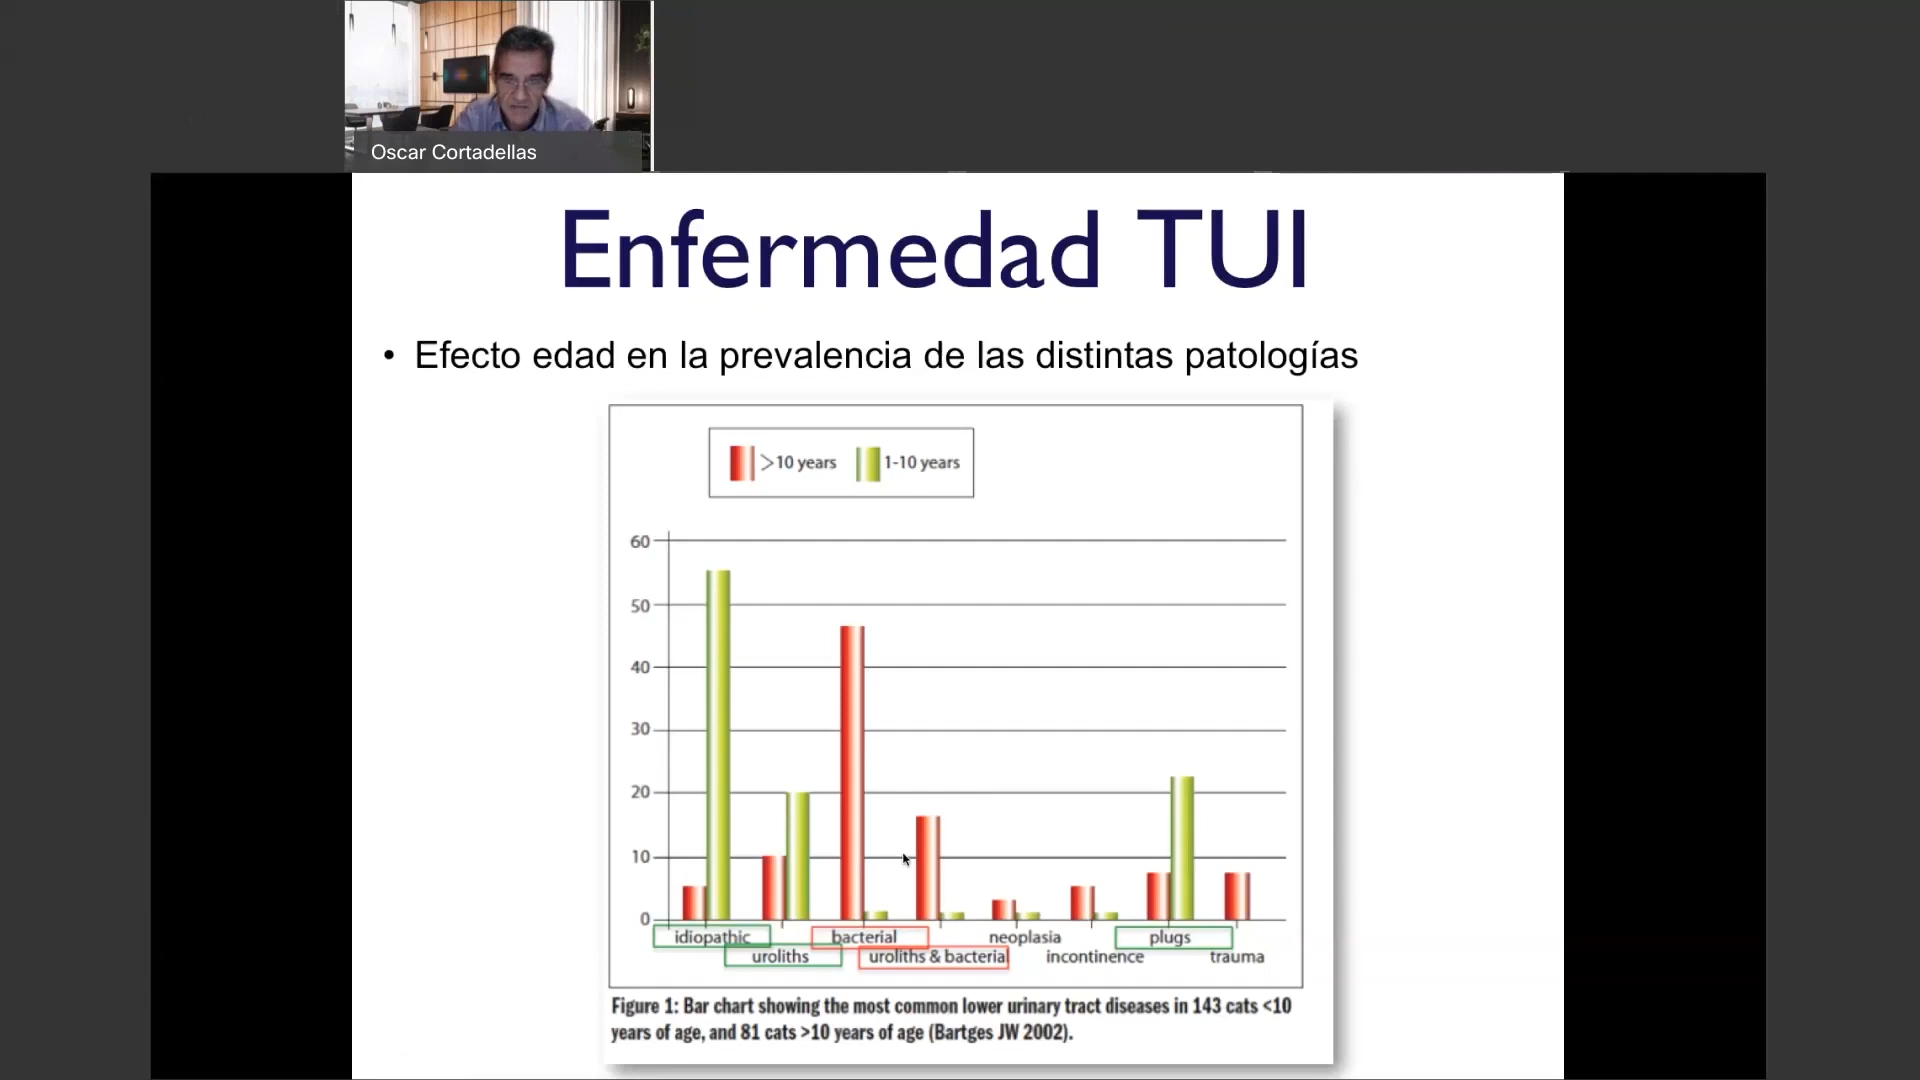 Oscar Cortadellas
Enfermedad TUI
• Efecto edad en la prevalencia de las distintas patologías
>10 years 1-10 years
60
50
40
30
20
10
0
idiopathic bacterial neoplasia plugs
uroliths uroliths & bacterial incontinence trauma
Figure 1: Bar chart showing the most common lower urinary tract diseases in 143 cats <10
years of age, and 81 cats >10 years of age (Bartges JW 2002).